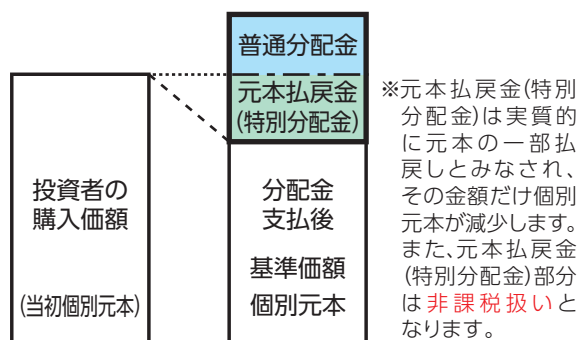 普通分配金
元本払戻金
(特別分配金)
投資者の
購入価額
(当初個別元本)
分配金
支払後
基準価額
個別元本
※元本払戻金(特別
分配金)は実質的
に元本の一部払
戻しとみなされ、
その金額だけ個別
元本が減少します。
また、元本払戻金
(特別分配金)部分
は非課税扱いと
なります。